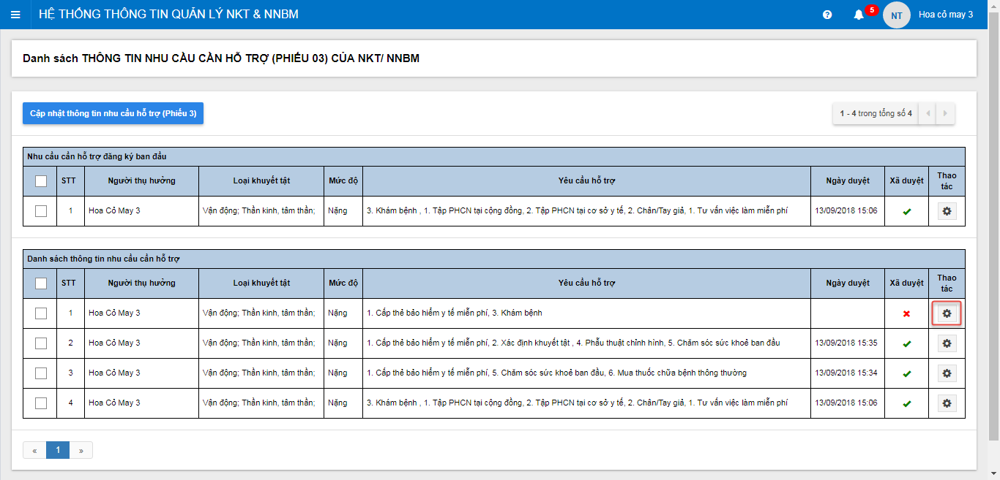 HỆ THỐNG THÔNG TIN QUẢN LÝ NKT & NNBM
?
5
NT
Hoa cỏ may 3
Danh sách THÔNG TIN NHU CẦU CẦN HỖ TRỢ (PHIẾU 03) CỦA NKT/ NNBM
Cập nhật thông tin nhu cầu hỗ trợ (Phiếu 3)
1 - 4 trong tổng số 4
Nhu cầu cần hỗ trợ đăng ký ban đầu
STT Người thụ hưởng Loại khuyết tật Mức độ Yêu cầu hỗ trợ Ngày duyệt Xã duyệt Thao tác
1 Hoa Cỏ May 3 Vận động; Thần kinh, tâm thần; Nặng 3. Khám bệnh , 1. Tập PHCN tại cộng đồng, 2. Tập PHCN tại cơ sở y tế, 2. Chân/Tay giả, 1. Tư vấn việc làm miễn phí 13/09/2018 15:06
Danh sách thông tin nhu cầu cần hỗ trợ
STT Người thụ hưởng Loại khuyết tật Mức độ Yêu cầu hỗ trợ Ngày duyệt Xã duyệt Thao tác
1 Hoa Cỏ May 3 Vận động; Thần kinh, tâm thần; Nặng 1. Cấp thẻ bảo hiểm y tế miễn phí, 3. Khám bệnh
2 Hoa Cỏ May 3 Vận động; Thần kinh, tâm thần; Nặng 1. Cấp thẻ bảo hiểm y tế miễn phí, 2. Xác định khuyết tật , 4. Phẫu thuật chỉnh hình, 5. Chăm sóc sức khoẻ ban đầu 13/09/2018 15:35
3 Hoa Cỏ May 3 Vận động; Thần kinh, tâm thần; Nặng 1. Cấp thẻ bảo hiểm y tế miễn phí, 5. Chăm sóc sức khoẻ ban đầu, 6. Mua thuốc chữa bệnh thông thường 13/09/2018 15:34
4 Hoa Cỏ May 3 Vận động; Thần kinh, tâm thần; Nặng 3. Khám bệnh , 1. Tập PHCN tại cộng đồng, 2. Tập PHCN tại cơ sở y tế, 2. Chân/Tay giả, 1. Tư vấn việc làm miễn phí 13/09/2018 15:06
« 1 »